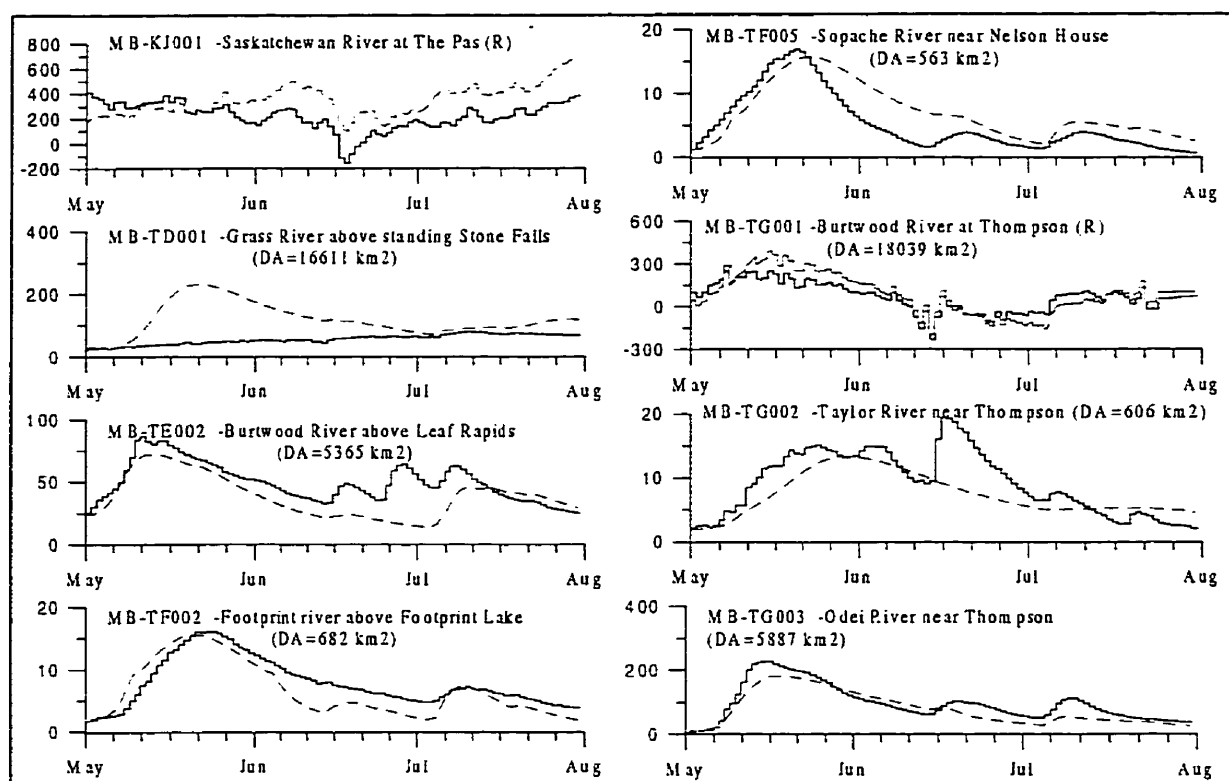 MB-KJ001 -Saskatchewan River at The Pas (R)
800
600
400
200
0
-200
May
Jun
Jul
Aug
MB-TD001 -Grass River above standing Stone Falls
(DA=16611 km2)
400
200
0
May
Jun
Jul
Aug
MB-TE002 -Burtwood River above Leaf Rapids
(DA=5365 km2)
100
50
0
May
Jun
Jul
Aug
MB-TF002 -Footprint river above Footprint Lake
(DA=682 km2)
20
15
10
5
0
May
Jun
Jul
Aug
MB-TF005 -Sopache River near Nelson House
(DA=563 km2)
20
10
0
May
Jun
Jul
Aug
MB-TG001 -Burtwood River at Thompson (R)
(DA=18039 km2)
600
300
0
-300
May
Jun
Jul
Aug
MB-TG002 -Taylor River near Thompson (DA=606 km2)
20
15
10
5
0
May
Jun
Jul
Aug
MB-TG003 -Odei River near Thompson
(DA=5887 km2)
400
200
0
May
Jun
Jul
Aug